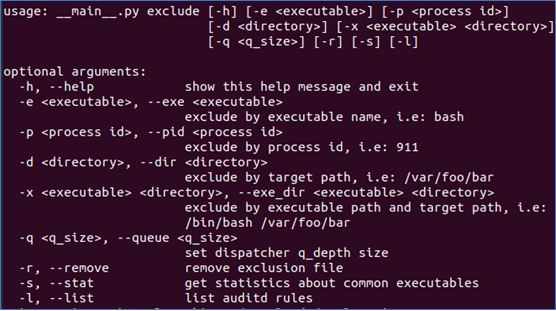 usage: __main__.py exclude [-h] [-e <executable>] [-p <process id>]
[-d <directory>] [-x <executable> <directory>]
[-q <q_size>] [-r] [-s] [-l]
optional arguments:
-h, --help show this help message and exit
-e <executable>, --exe <executable>
exclude by executable name, i.e: bash
-p <process id>, --pid <process id>
exclude by process id, i.e: 911
-d <directory>, --dir <directory>
exclude by target path, i.e: /var/foo/bar
-x <executable> <directory>, --exe_dir <executable> <directory>
exclude by executable path and target path, i.e:
/bin/bash /var/foo/bar
-q <q_size>, --queue <q_size>
set dispatcher q_depth size
-r, --remove remove exclusion file
-s, --stat get statistics about common executables
-l, --list list auditd rules